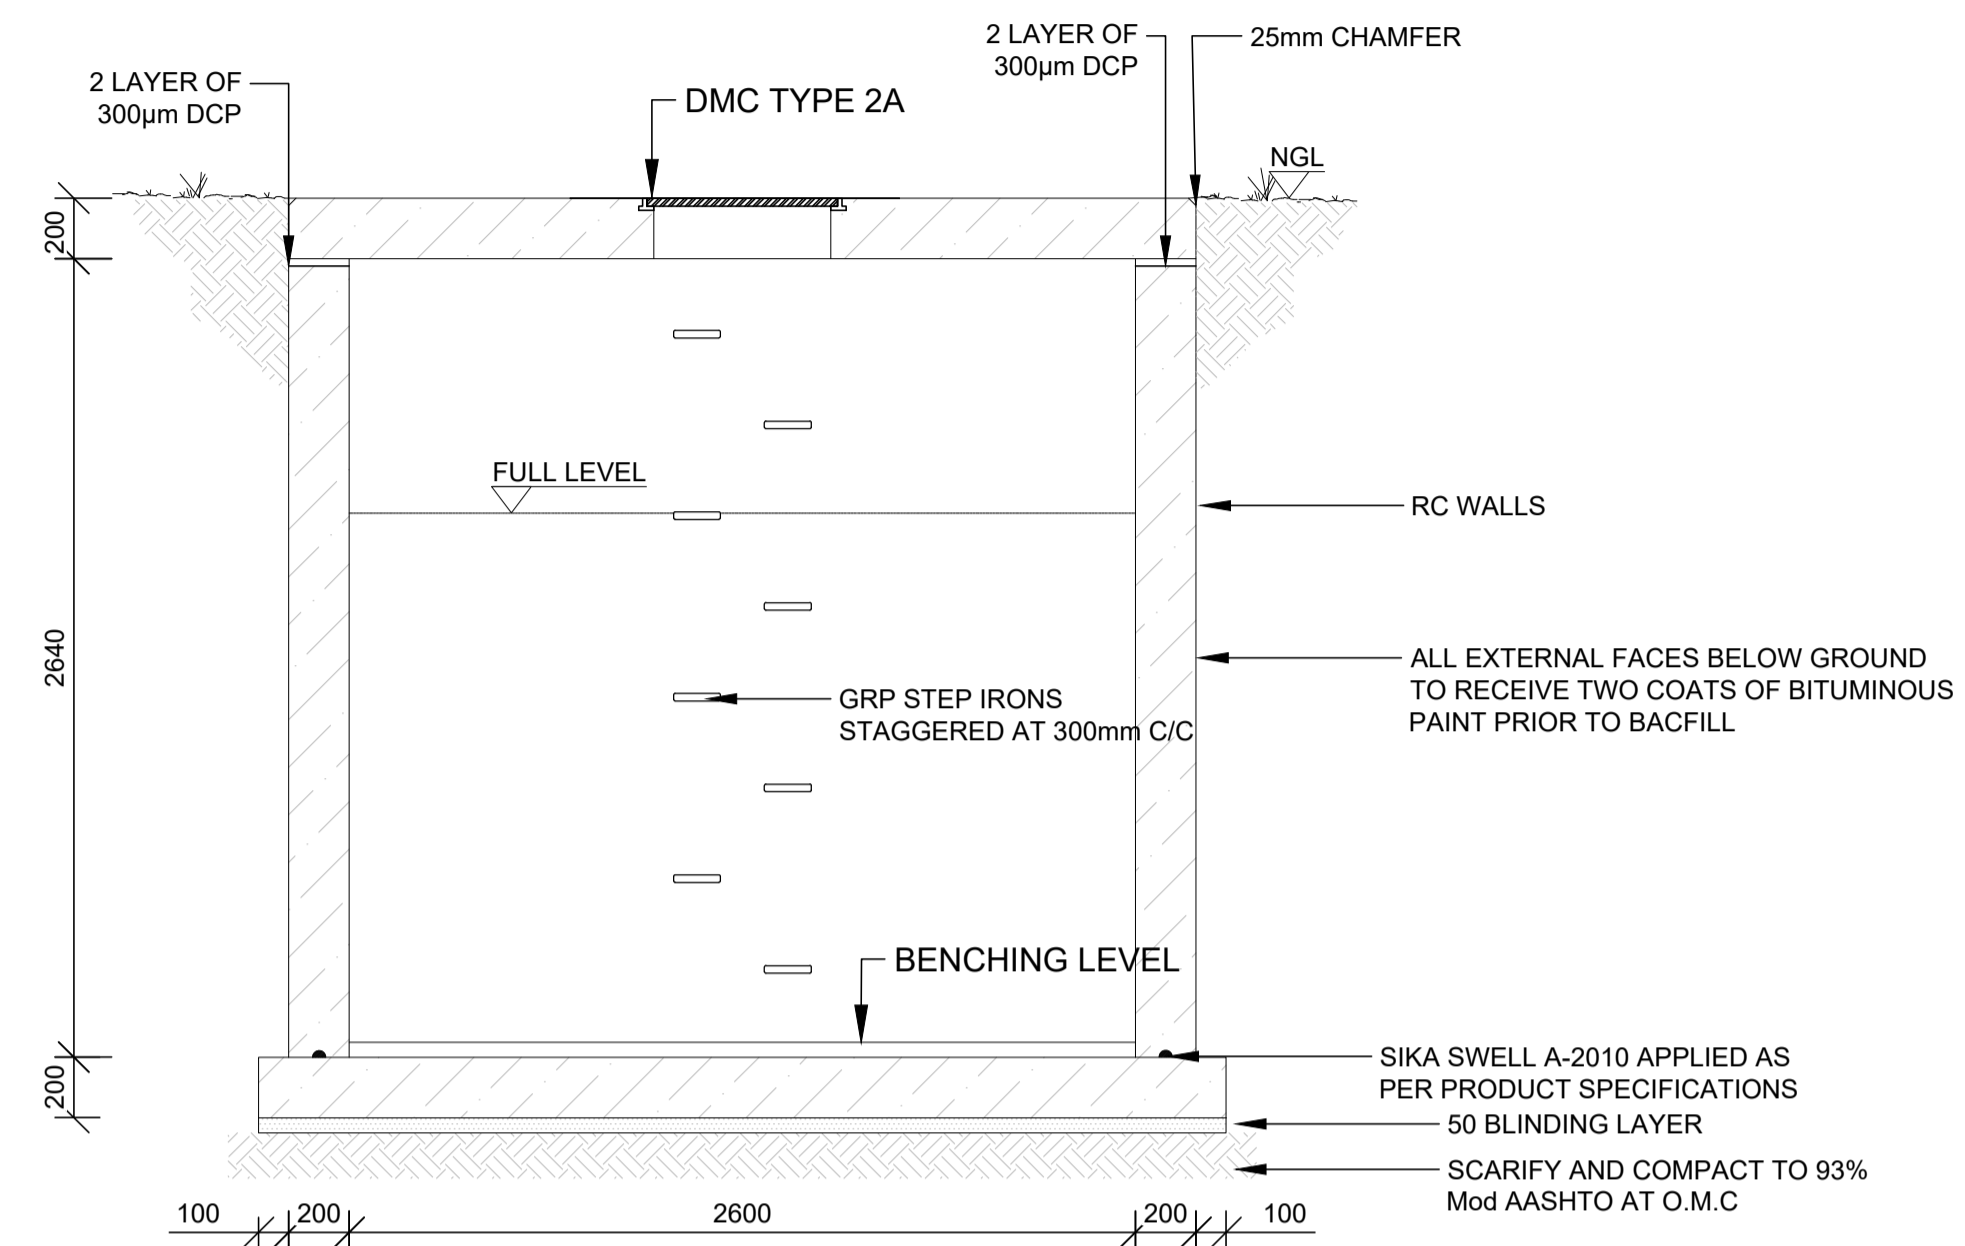 2 LAYER OF
300µm DCP
DMC TYPE 2A
2 LAYER OF
300µm DCP
25mm CHAMFER
NGL
200
FULL LEVEL
RC WALLS
2640
ALL EXTERNAL FACES BELOW GROUND
TO RECEIVE TWO COATS OF BITUMINOUS
PAINT PRIOR TO BACFILL
GRP STEP IRONS
STAGGERED AT 300mm C/C
BENCHING LEVEL
200
SIKA SWELL A-2010 APPLIED AS
PER PRODUCT SPECIFICATIONS
50 BLINDING LAYER
SCARIFY AND COMPACT TO 93%
Mod AASHTO AT O.M.C
100 200 2600 200 100